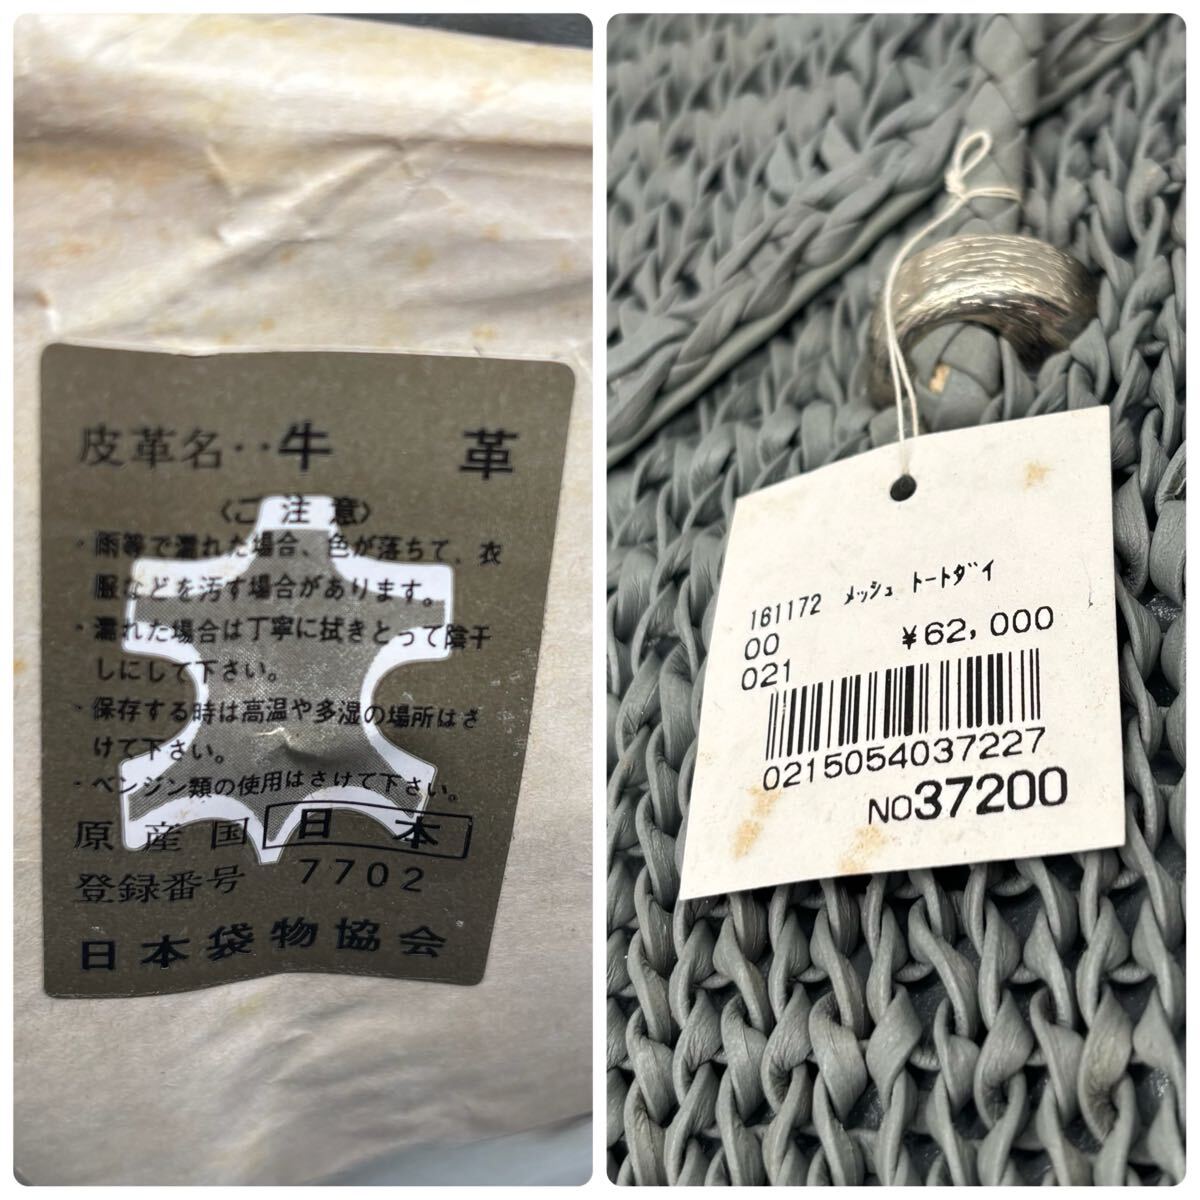 皮革名‥牛　革
〈ご注意〉
・雨等で濡れた場合、色が落ちて、衣
服などを汚す場合があります。
・濡れた場合は丁寧に拭きとって陰干
しにして下さい。
・保存する時は高温や多湿の場所はさ
けて下さい。
・ベンジン類の使用はさけて下さい。
原産国 日本
登録番号 7702
日本袋物協会
161172 ﾒｯｼｭ ﾄｰﾄﾀﾞｲ
00 ¥62,000
021
0215054037227
NO37200